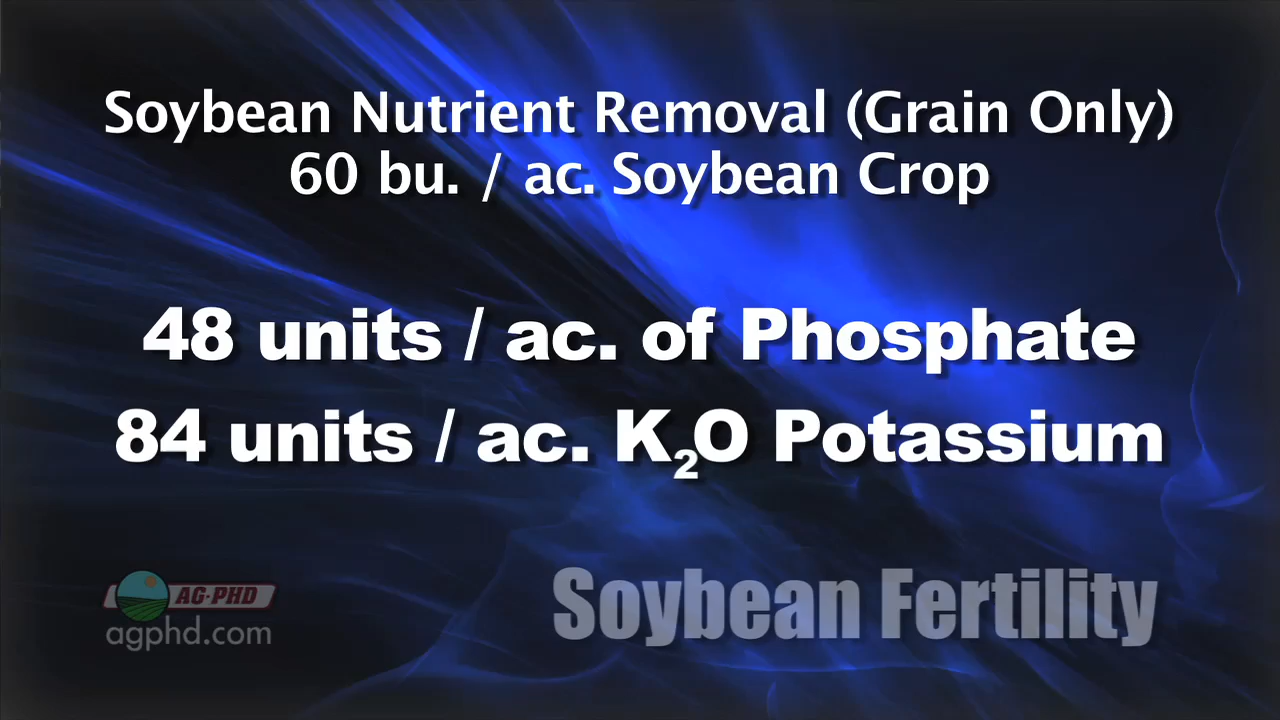 Soybean Nutrient Removal (Grain Only)
60 bu. / ac. Soybean Crop
48 units / ac. of Phosphate
84 units / ac. K₂O Potassium
AG-PHD
agphd.com
Soybean Fertility